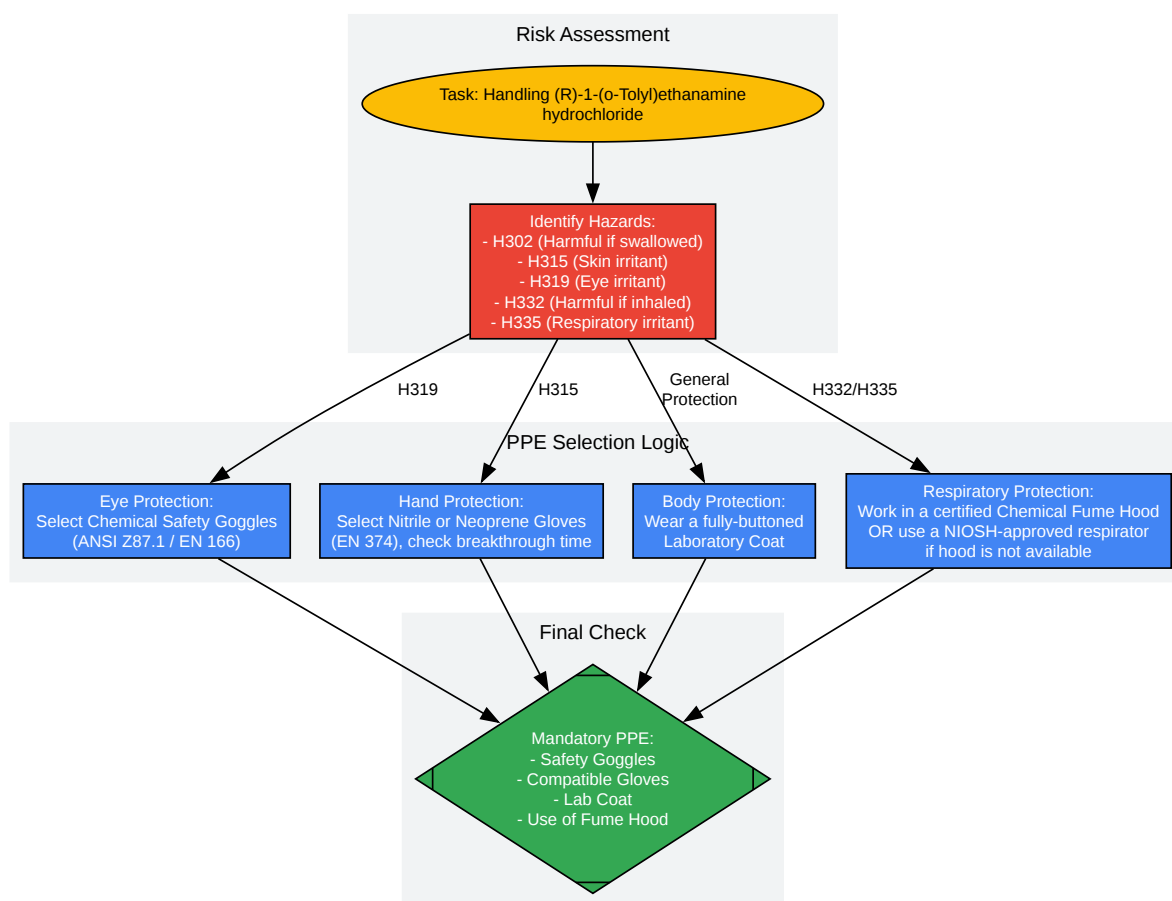 Risk Assessment
Task: Handling (R)-1-(o-Tolyl)ethanamine
hydrochloride
Identify Hazards:
- H302 (Harmful if swallowed)
- H315 (Skin irritant)
- H319 (Eye irritant)
- H332 (Harmful if inhaled)
- H335 (Respiratory irritant)
H319
H315
General
Protection
H332/H335
PPE Selection Logic
Eye Protection:
Select Chemical Safety Goggles
(ANSI Z87.1 / EN 166)
Hand Protection:
Select Nitrile or Neoprene Gloves
(EN 374), check breakthrough time
Body Protection:
Wear a fully-buttoned
Laboratory Coat
Respiratory Protection:
Work in a certified Chemical Fume Hood
OR use a NIOSH-approved respirator
if hood is not available
Final Check
Mandatory PPE:
- Safety Goggles
- Compatible Gloves
- Lab Coat
- Use of Fume Hood